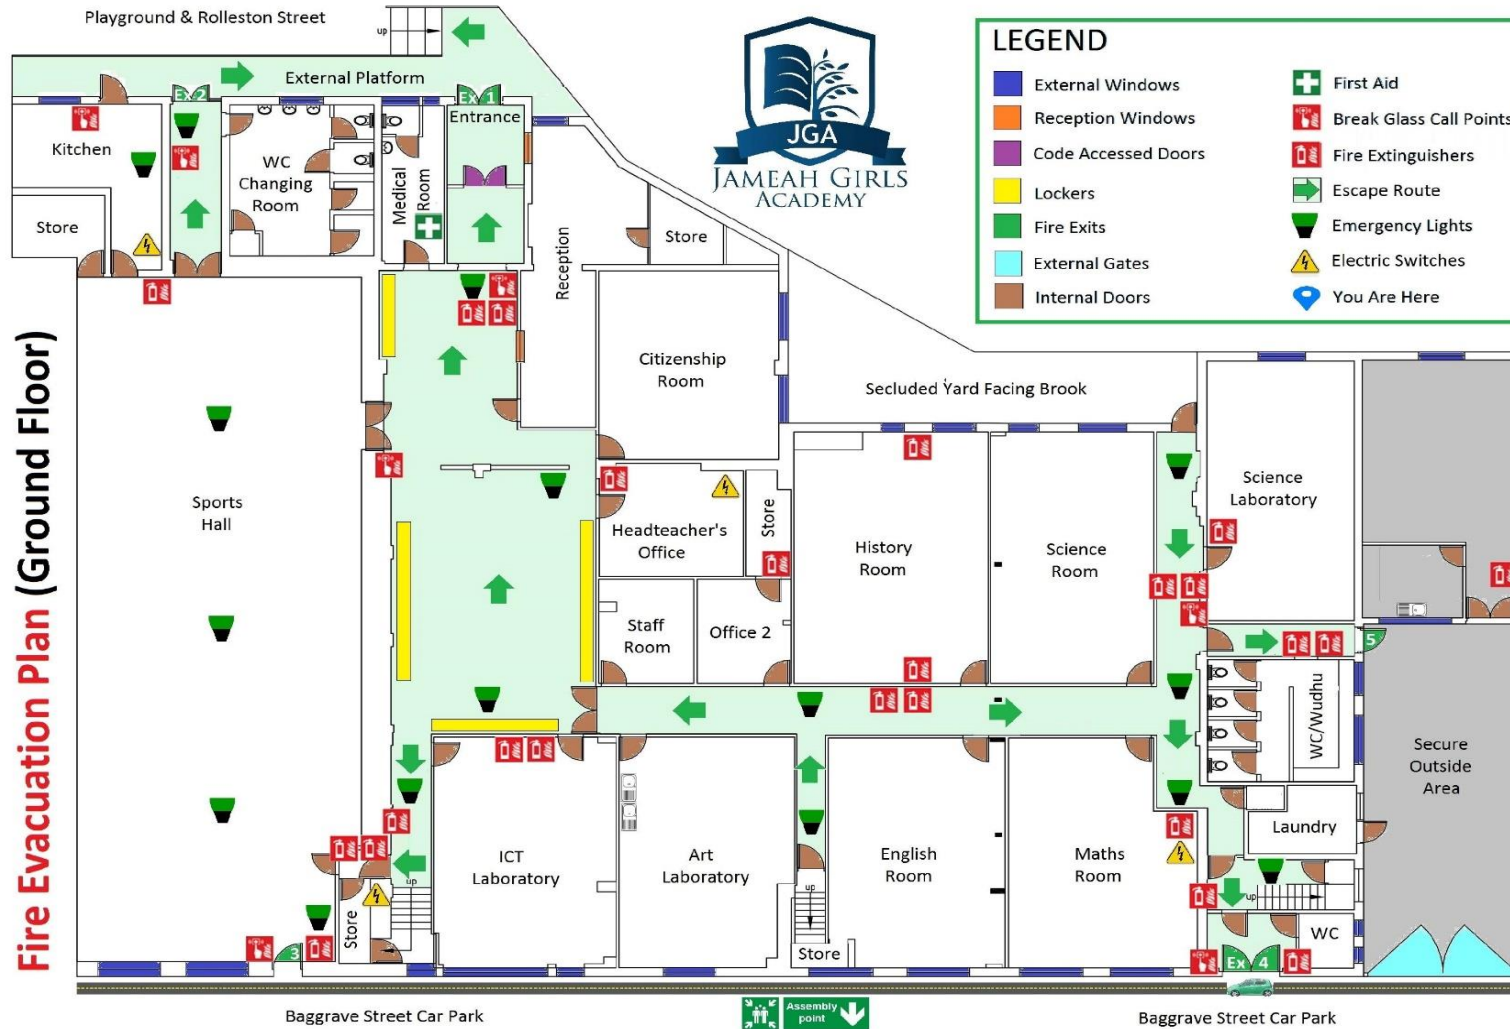 Playground & Rolleston Street
up
External Platform
Ex 2
Ex 1
Entrance
Kitchen
WC
Changing
Room
Medical
Room
Store
Reception
Store
JGA
JAMEAH GIRLS
ACADEMY
LEGEND
External Windows
Reception Windows
Code Accessed Doors
Lockers
Fire Exits
External Gates
Internal Doors
First Aid
Break Glass Call Points
Fire Extinguishers
Escape Route
Emergency Lights
Electric Switches
You Are Here
Fire Evacuation Plan (Ground Floor)
Citizenship
Room
Secluded Yard Facing Brook
Sports
Hall
Headteacher's
Office
Store
History
Room
Science
Room
Science
Laboratory
Staff
Room
Office 2
5
WC/Wudhu
Secure
Outside
Area
ICT
Laboratory
Art
Laboratory
English
Room
Maths
Room
Laundry
up
up
up
Store
Store
WC
3
Ex 4
Baggrave Street Car Park
Assembly
point
Baggrave Street Car Park